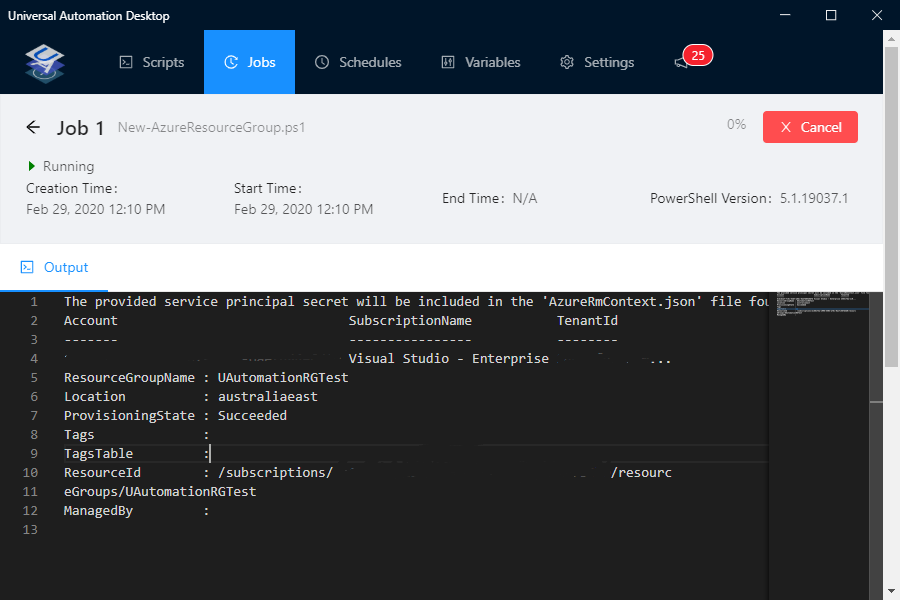 Universal Automation Desktop
Scripts Jobs Schedules Variables Settings 25
Job 1 New-AzureResourceGroup.ps1 0% Cancel
Running
Creation Time: Start Time: End Time: N/A PowerShell Version: 5.1.19037.1
Feb 29, 2020 12:10 PM Feb 29, 2020 12:10 PM
Output
1 The provided service principal secret will be included in the 'AzureRmContext.json' file fou
2 Account SubscriptionName TenantId
3 ------- ---------------- --------
4 Visual Studio - Enterprise ...
5 ResourceGroupName : UAutomationRGTest
6 Location : australiaeast
7 ProvisioningState : Succeeded
8 Tags :
9 TagsTable :
10 ResourceId : /subscriptions/ /resourc
11 eGroups/UAutomationRGTest
12 ManagedBy :
13